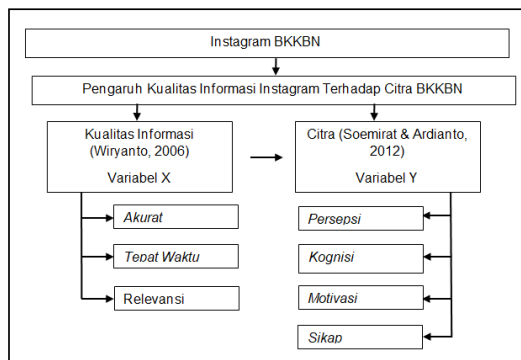 Instagram BKKBN
Pengaruh Kualitas Informasi Instagram Terhadap Citra BKKBN
Kualitas Informasi
(Wiryanto, 2006)
Variabel X
Citra (Soemirat & Ardianto,
2012)
Variabel Y
Akurat
Tepat Waktu
Relevansi
Persepsi
Kognisi
Motivasi
Sikap